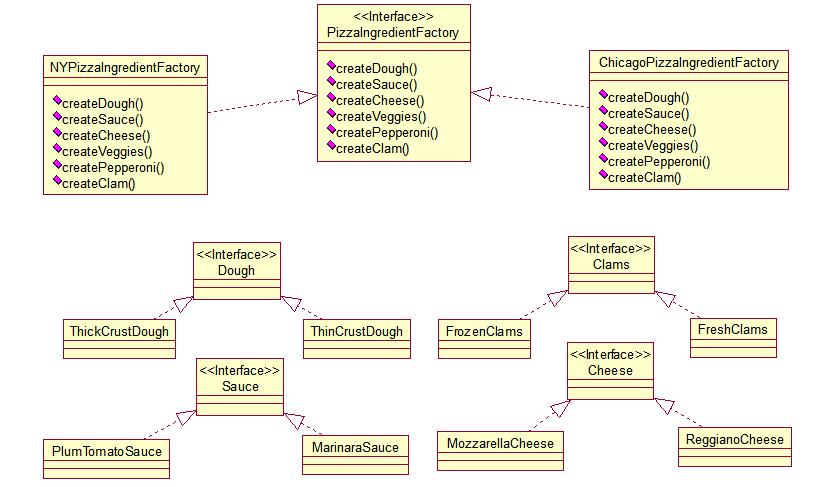 <<Interface>>
PizzaIngredientFactory
createDough()
createSauce()
createCheese()
createVeggies()
createPepperoni()
createClam()
NYPizzaIngredientFactory
createDough()
createSauce()
createCheese()
createVeggies()
createPepperoni()
createClam()
ChicagoPizzaIngredientFactory
createDough()
createSauce()
createCheese()
createVeggies()
createPepperoni()
createClam()
<<Interface>>
Dough
ThickCrustDough
ThinCrustDough
<<Interface>>
Clams
FrozenClams
FreshClams
<<Interface>>
Sauce
PlumTomatoSauce
MarinaraSauce
<<Interface>>
Cheese
MozzarellaCheese
ReggianoCheese